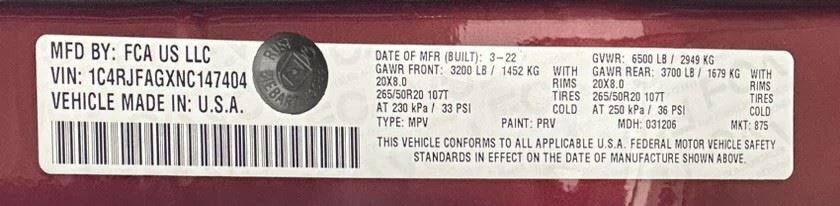 MFD BY: FCA US LLC
VIN: 1C4RJFAGXNC147404
VEHICLE MADE IN: U.S.A.
RUST
DATE OF MFR (BUILT): 3-22
GAWR FRONT: 3200 LB / 1452 KG WITH
20X8.0 RIMS
265/50R20 107T TIRES
AT 230 kPa / 33 PSI COLD
TYPE: MPV PAINT: PRV
GVWR: 6500 LB / 2949 KG
GAWR REAR: 3700 LB / 1679 KG WITH
20X8.0 RIMS
265/50R20 107T TIRES
AT 250 kPa / 36 PSI COLD
MDH: 031206 MKT: 875
THIS VEHICLE CONFORMS TO ALL APPLICABLE U.S.A. FEDERAL MOTOR VEHICLE SAFETY
STANDARDS IN EFFECT ON THE DATE OF MANUFACTURE SHOWN ABOVE.